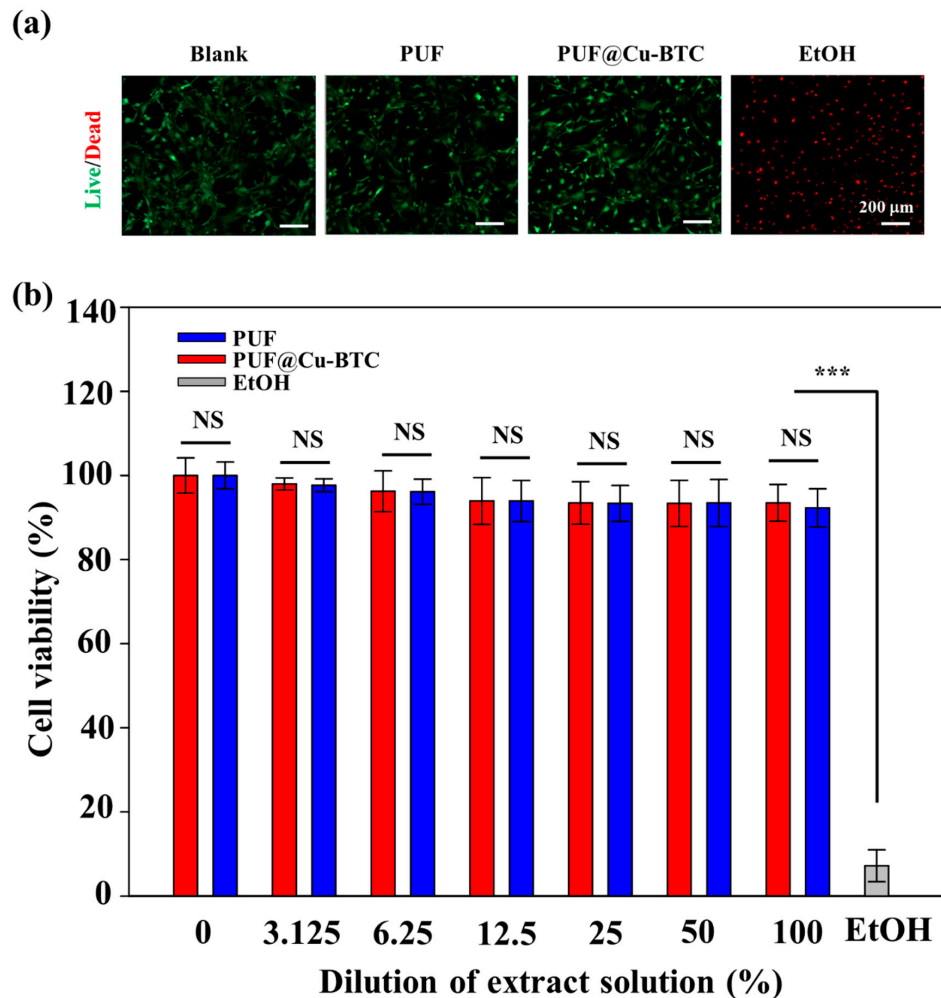 (a)
Blank PUF PUF@Cu-BTC EtOH
Live/Dead
200 μm
(b)
140
120
100
80
60
40
20
0
Cell viability (%)
PUF
PUF@Cu-BTC
EtOH
***
NS NS NS NS NS NS NS
0 3.125 6.25 12.5 25 50 100 EtOH
Dilution of extract solution (%)